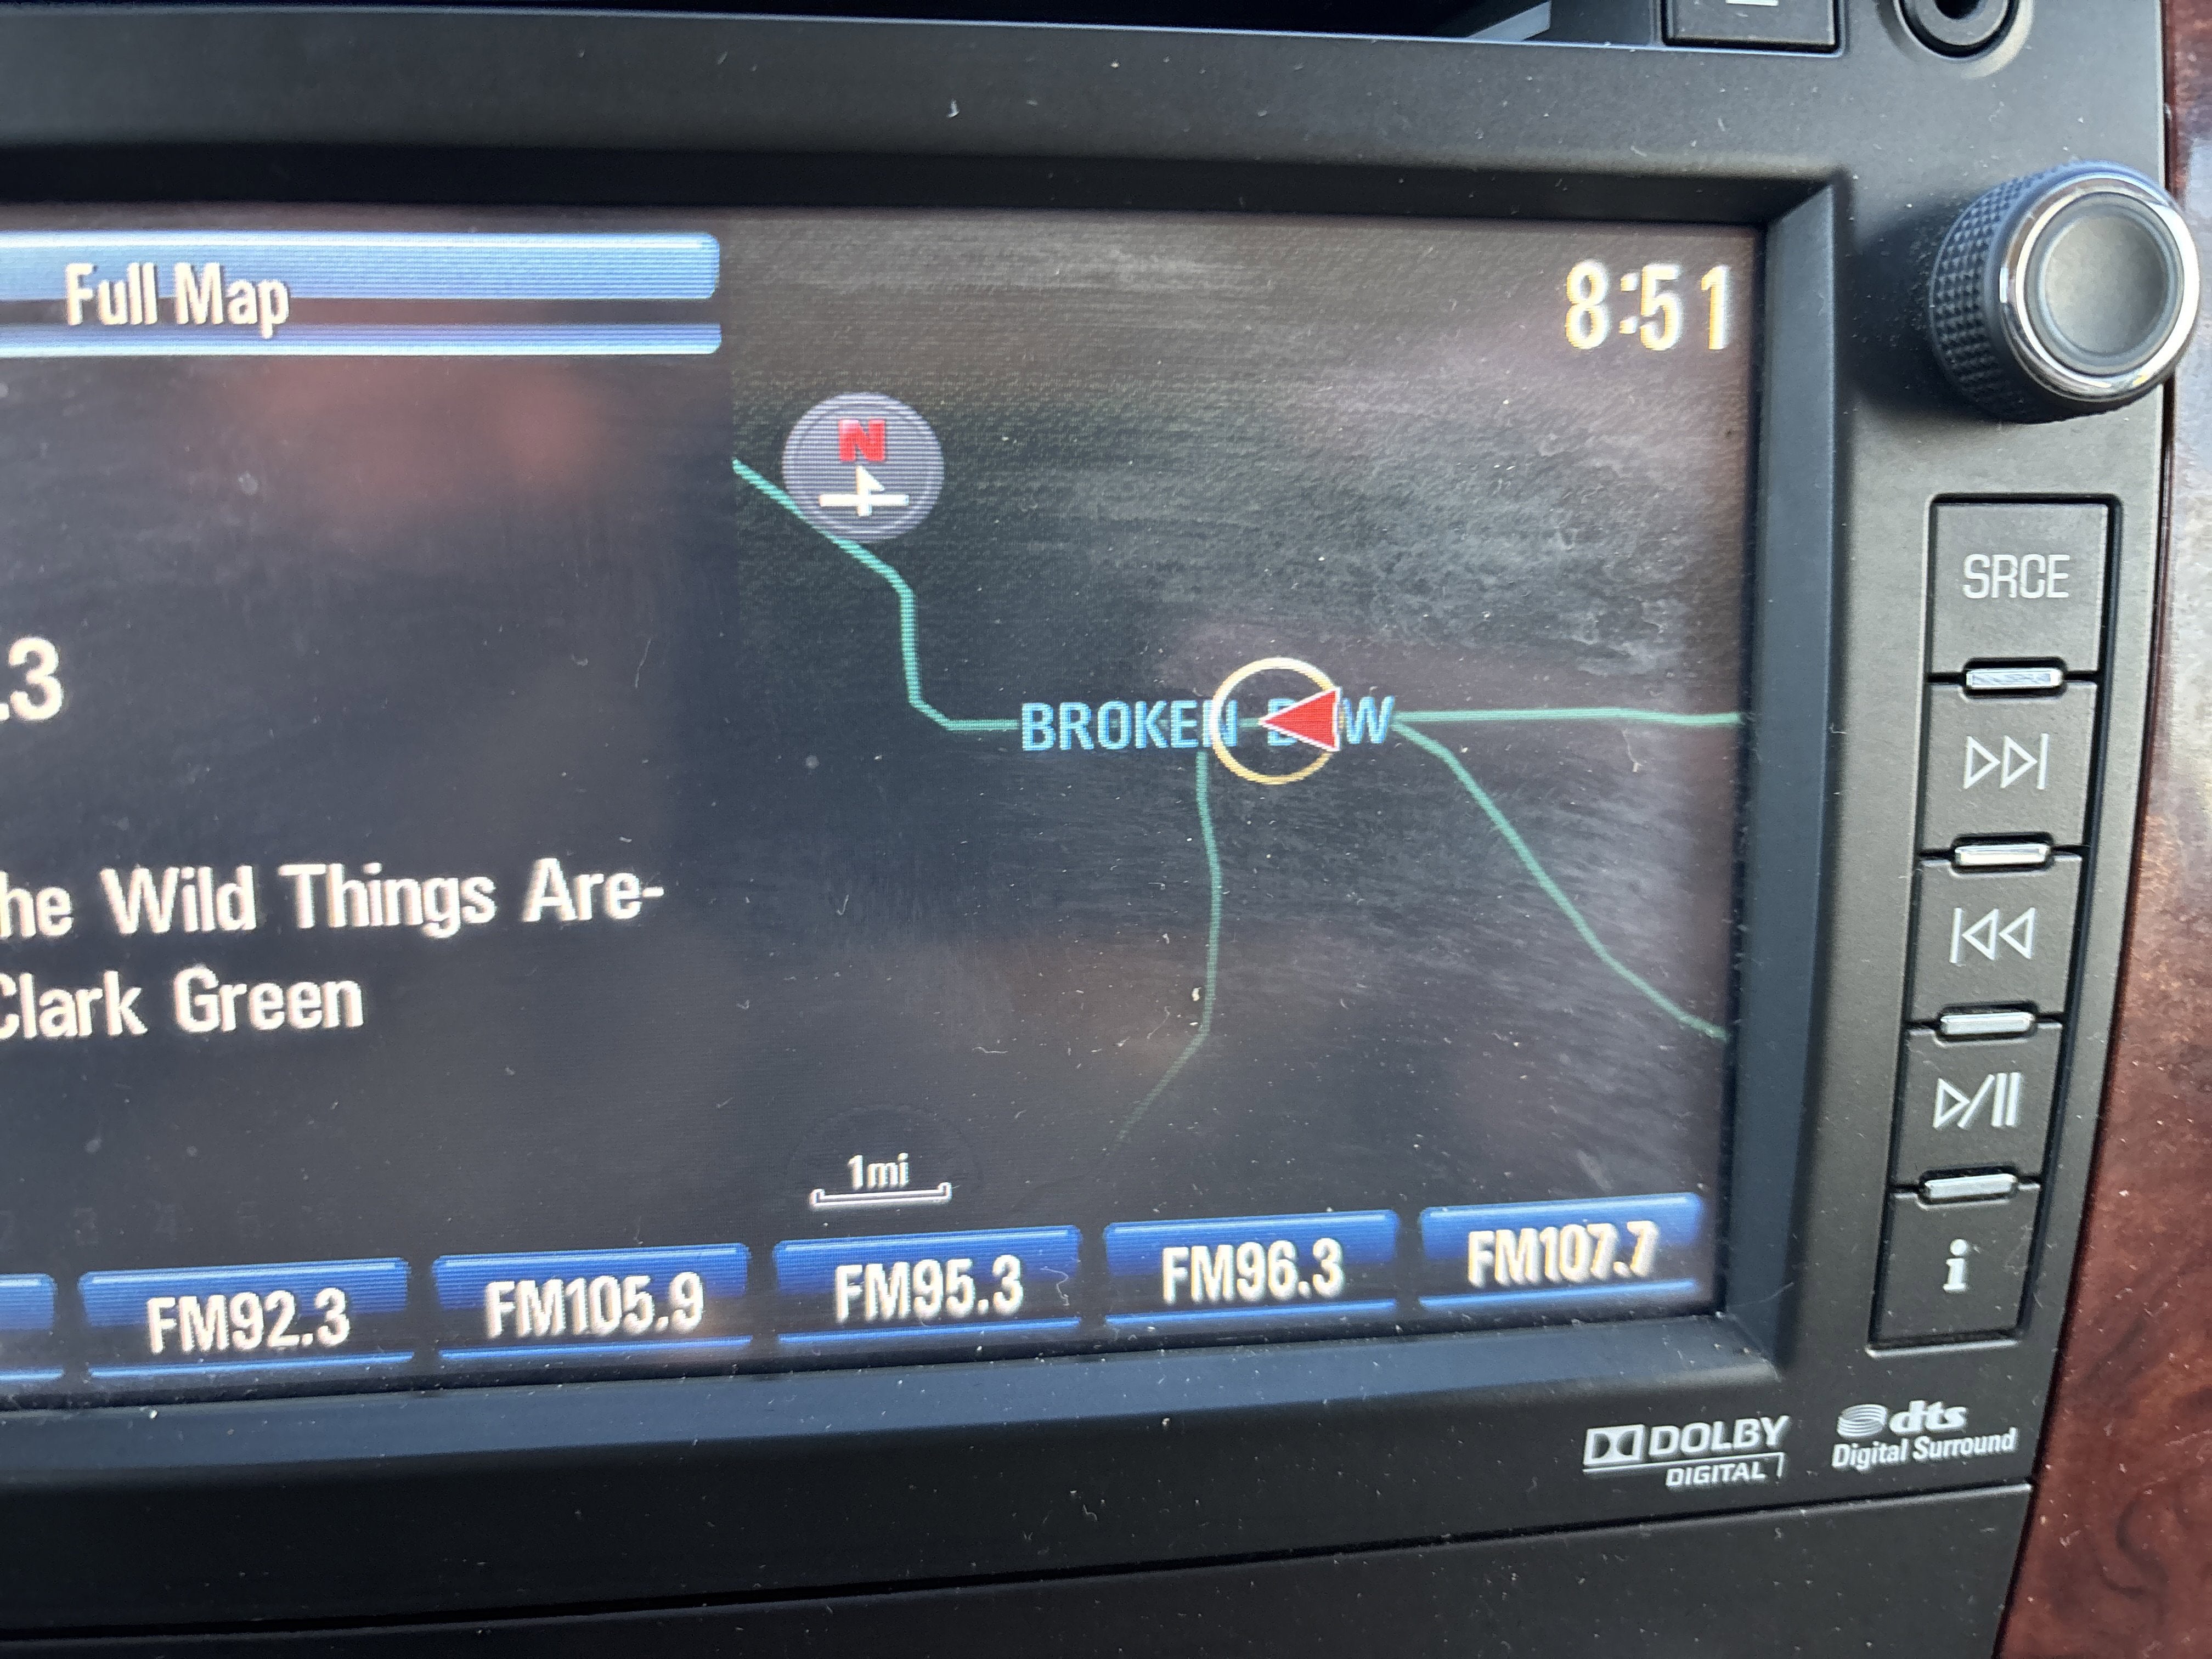 Full Map
8:51
N
.3
BROKEN B W
he Wild Things Are-
Clark Green
1mi
FM92.3
FM105.9
FM95.3
FM96.3
FM107.7
SRCE
i
DOLBY
DIGITAL
dts
Digital Surround